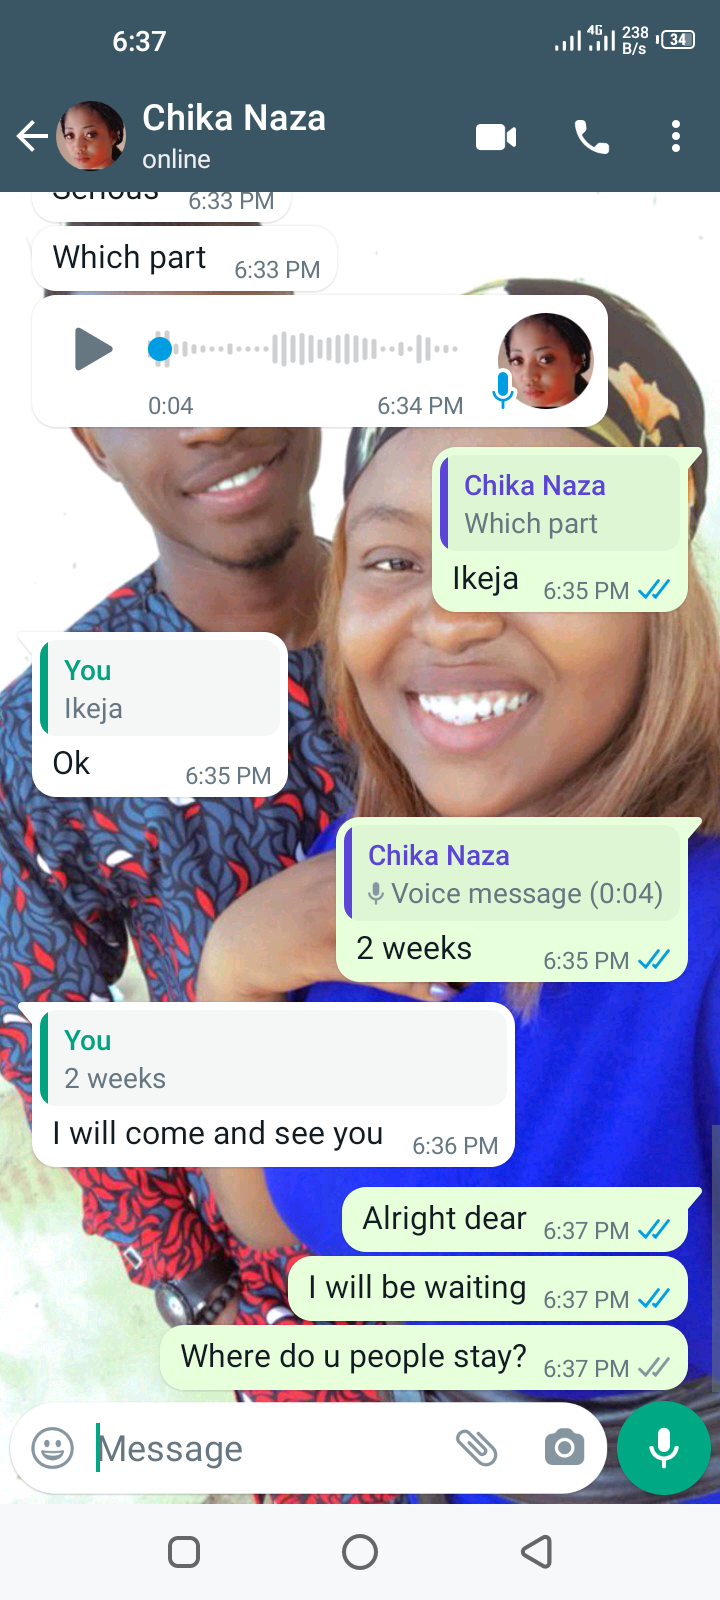 6:37
4G 238 B/s 34
Chika Naza
online
Serious 6:33 PM
Which part 6:33 PM
0:04 6:34 PM
Chika Naza
Which part
Ikeja 6:35 PM
You
Ikeja
Ok 6:35 PM
Chika Naza
Voice message (0:04)
2 weeks 6:35 PM
You
2 weeks
I will come and see you 6:36 PM
Alright dear 6:37 PM
I will be waiting 6:37 PM
Where do u people stay? 6:37 PM
Message